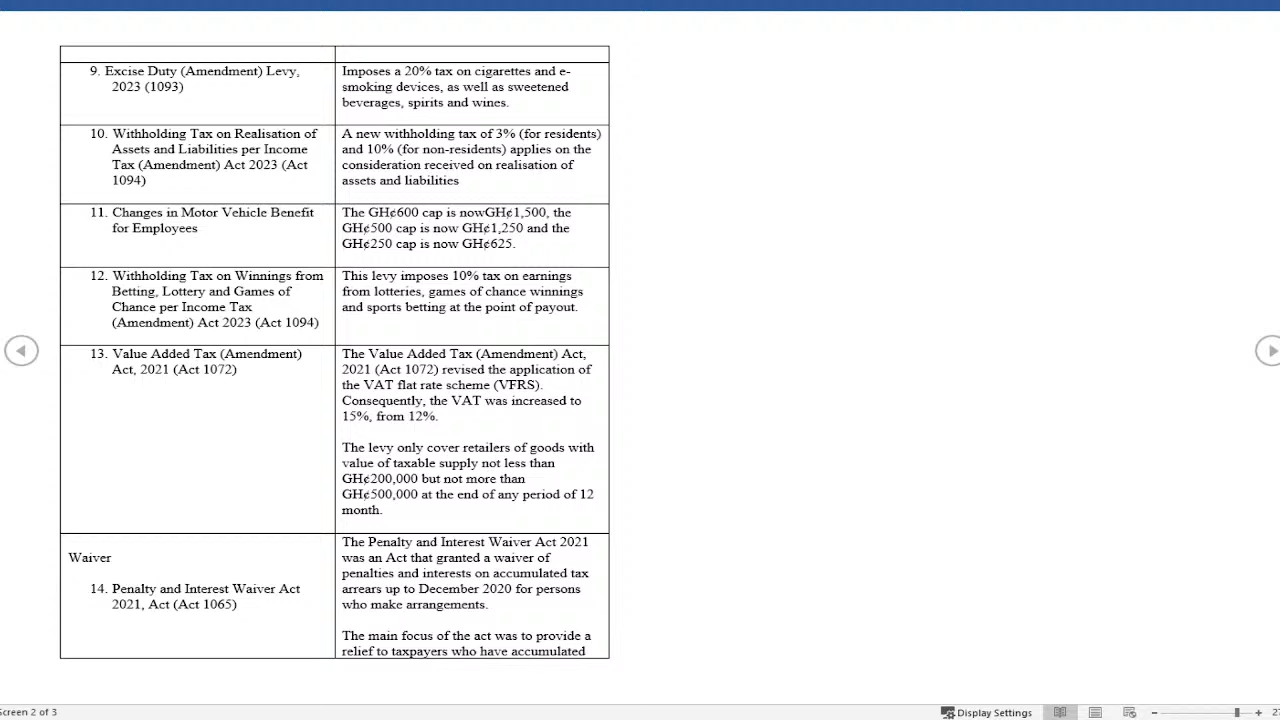 9. Excise Duty (Amendment) Levy,
2023 (1093)
Imposes a 20% tax on cigarettes and e-
smoking devices, as well as sweetened
beverages, spirits and wines.
10. Withholding Tax on Realisation of
Assets and Liabilities per Income
Tax (Amendment) Act 2023 (Act
1094)
A new withholding tax of 3% (for residents)
and 10% (for non-residents) applies on the
consideration received on realisation of
assets and liabilities
11. Changes in Motor Vehicle Benefit
for Employees
The GH¢600 cap is nowGH¢1,500, the
GH¢500 cap is now GH¢1,250 and the
GH¢250 cap is now GH¢625.
12. Withholding Tax on Winnings from
Betting, Lottery and Games of
Chance per Income Tax
(Amendment) Act 2023 (Act 1094)
This levy imposes 10% tax on earnings
from lotteries, games of chance winnings
and sports betting at the point of payout.
13. Value Added Tax (Amendment)
Act, 2021 (Act 1072)
The Value Added Tax (Amendment) Act,
2021 (Act 1072) revised the application of
the VAT flat rate scheme (VFRS).
Consequently, the VAT was increased to
15%, from 12%.
The levy only cover retailers of goods with
value of taxable supply not less than
GH¢200,000 but not more than
GH¢500,000 at the end of any period of 12
month.
Waiver
14. Penalty and Interest Waiver Act
2021, Act (Act 1065)
The Penalty and Interest Waiver Act 2021
was an Act that granted a waiver of
penalties and interests on accumulated tax
arrears up to December 2020 for persons
who make arrangements.
The main focus of the act was to provide a
relief to taxpayers who have accumulated
Screen 2 of 3
Display Settings